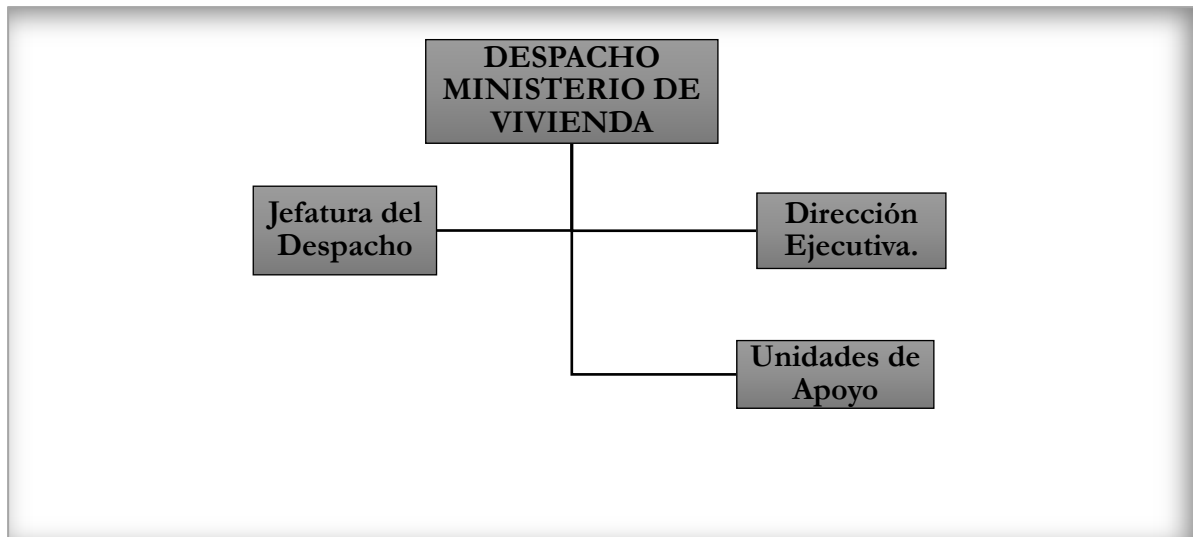 DESPACHO
MINISTERIO DE
VIVIENDA
Jefatura del
Despacho
Dirección
Ejecutiva.
Unidades de
Apoyo